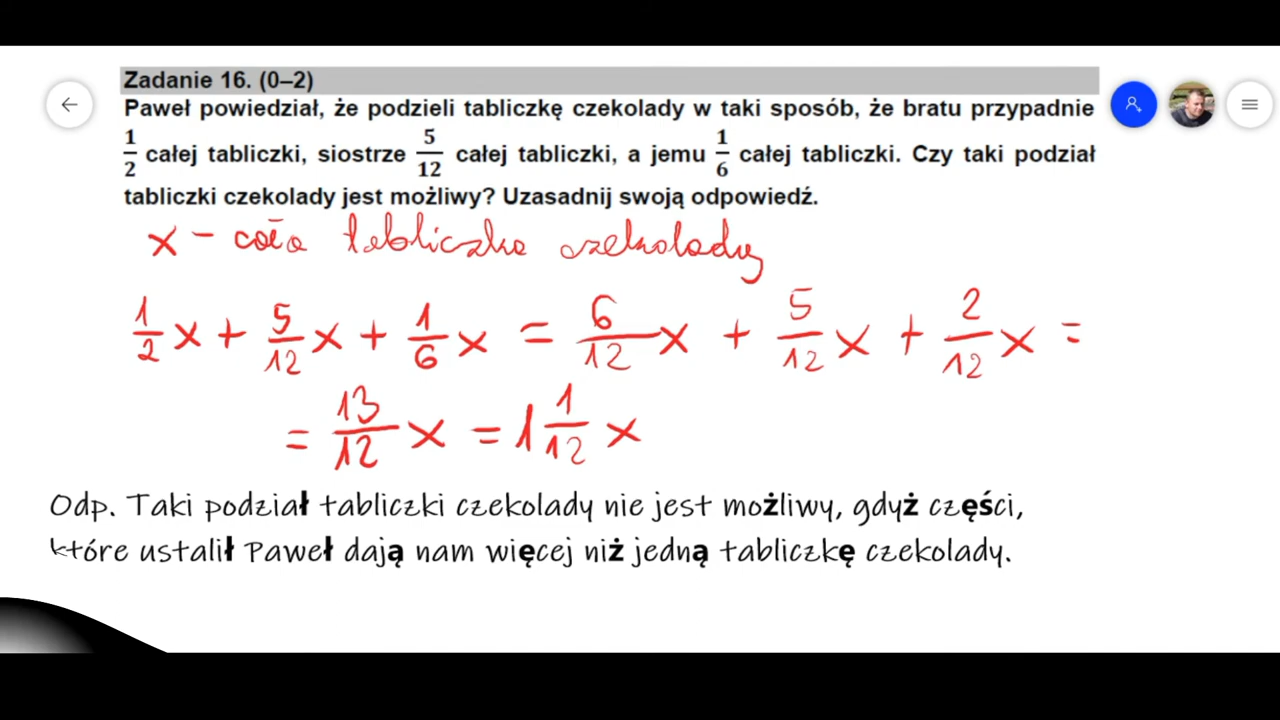 Zadanie 16. (0–2)
Paweł powiedział, że podzieli tabliczkę czekolady w taki sposób, że bratu przypadnie
1/2 całej tabliczki, siostrze 5/12 całej tabliczki, a jemu 1/6 całej tabliczki. Czy taki podział
tabliczki czekolady jest możliwy? Uzasadnij swoją odpowiedź.
x – cała tabliczka czekolady
1/2 x + 5/12 x + 1/6 x = 6/12 x + 5/12 x + 2/12 x =
= 13/12 x = 1 1/12 x
Odp. Taki podział tabliczki czekolady nie jest możliwy, gdyż części,
które ustalił Paweł dają nam więcej niż jedną tabliczkę czekolady.